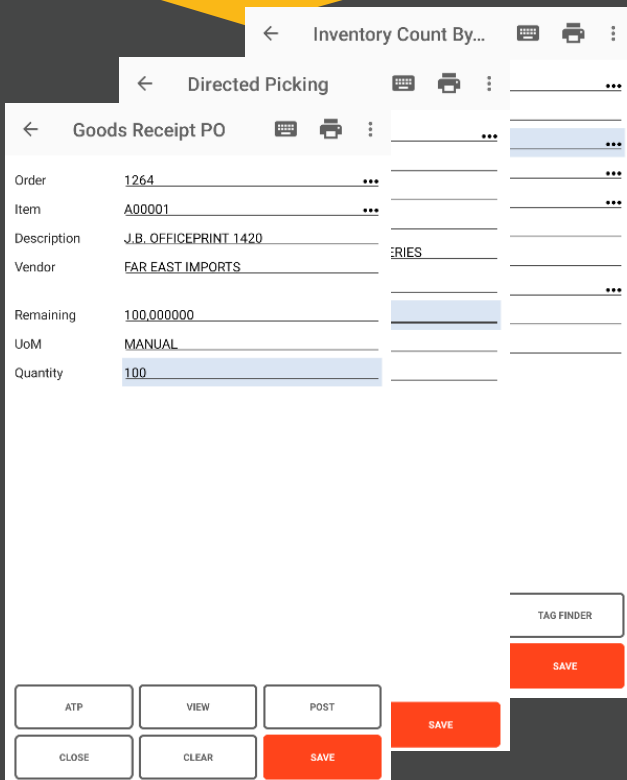 Inventory Count By...
Directed Picking
Goods Receipt PO
Order 1264
Item A00001
Description J.B. OFFICEPRINT 1420
Vendor FAR EAST IMPORTS
ERIES
Remaining 100,000000
UoM MANUAL
Quantity 100
TAG FINDER
SAVE
ATP VIEW POST
SAVE
CLOSE CLEAR SAVE